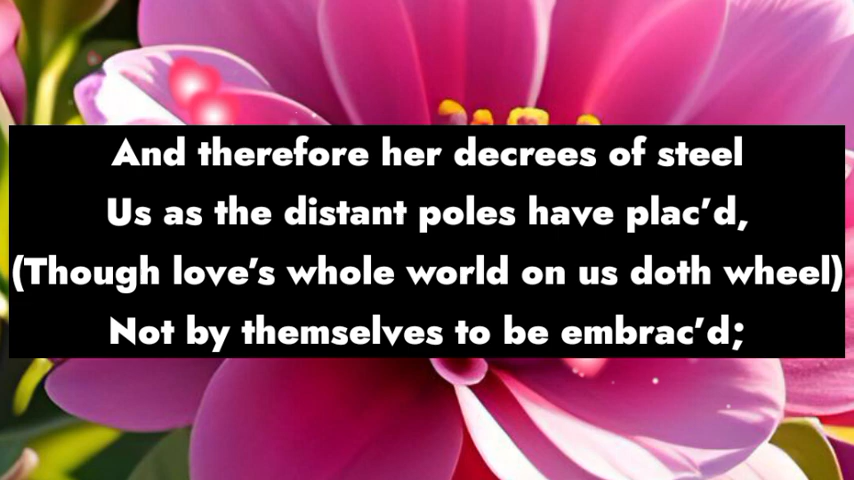 And therefore her decrees of steel
Us as the distant poles have plac’d,
(Though love’s whole world on us doth wheel)
Not by themselves to be embrac’d;